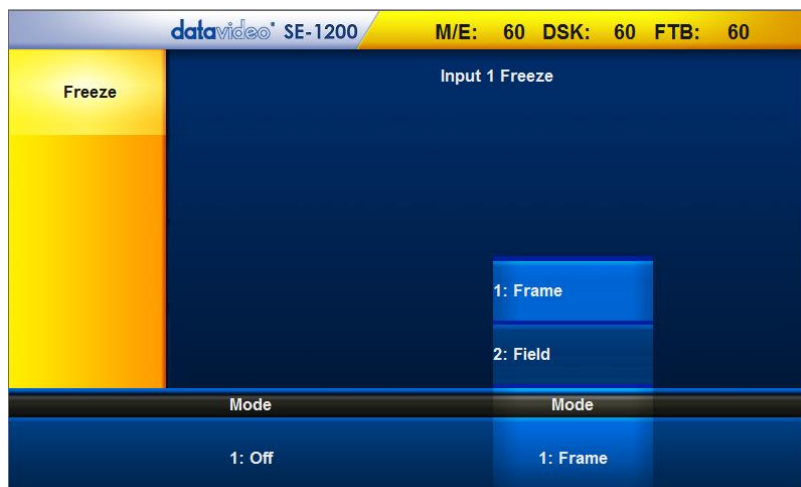 datavideo SE-1200 M/E: 60 DSK: 60 FTB: 60
Freeze
Input 1 Freeze
1: Frame
2: Field
Mode Mode
1: Off 1: Frame